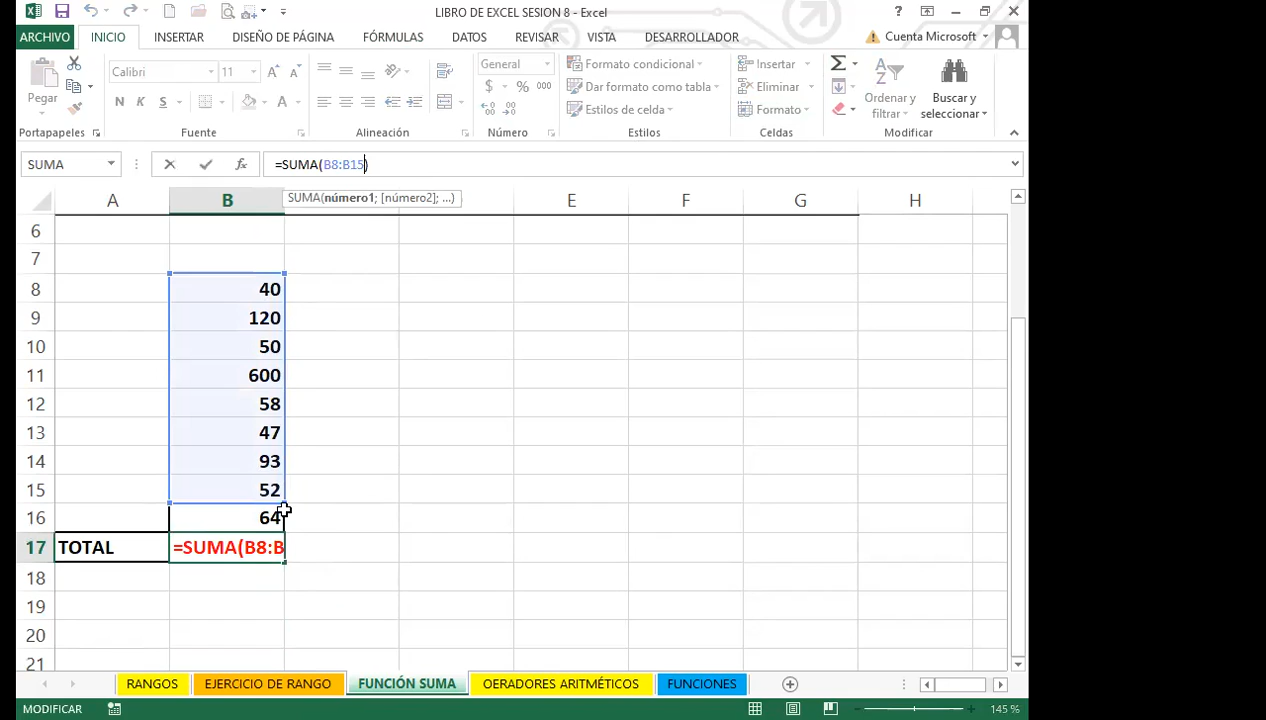 LIBRO DE EXCEL SESION 8 - Excel
ARCHIVO INICIO INSERTAR DISEÑO DE PÁGINA FÓRMULAS DATOS REVISAR VISTA DESARROLLADOR Cuenta Microsoft
Pegar
Calibri 11
N K S
General
$ % 000
Formato condicional
Dar formato como tabla
Estilos de celda
Insertar
Eliminar
Formato
Ordenar y filtrar
Buscar y seleccionar
Portapapeles Fuente Alineación Número Estilos Celdas Modificar
SUMA fx =SUMA(B8:B15)
SUMA(número1; [número2]; ...)
A B E F G H
6
7
8 40
9 120
10 50
11 600
12 58
13 47
14 93
15 52
16 64
17 TOTAL =SUMA(B8:B
18
19
20
21
RANGOS EJERCICIO DE RANGO FUNCIÓN SUMA OERADORES ARITMÉTICOS FUNCIONES
MODIFICAR 145 %